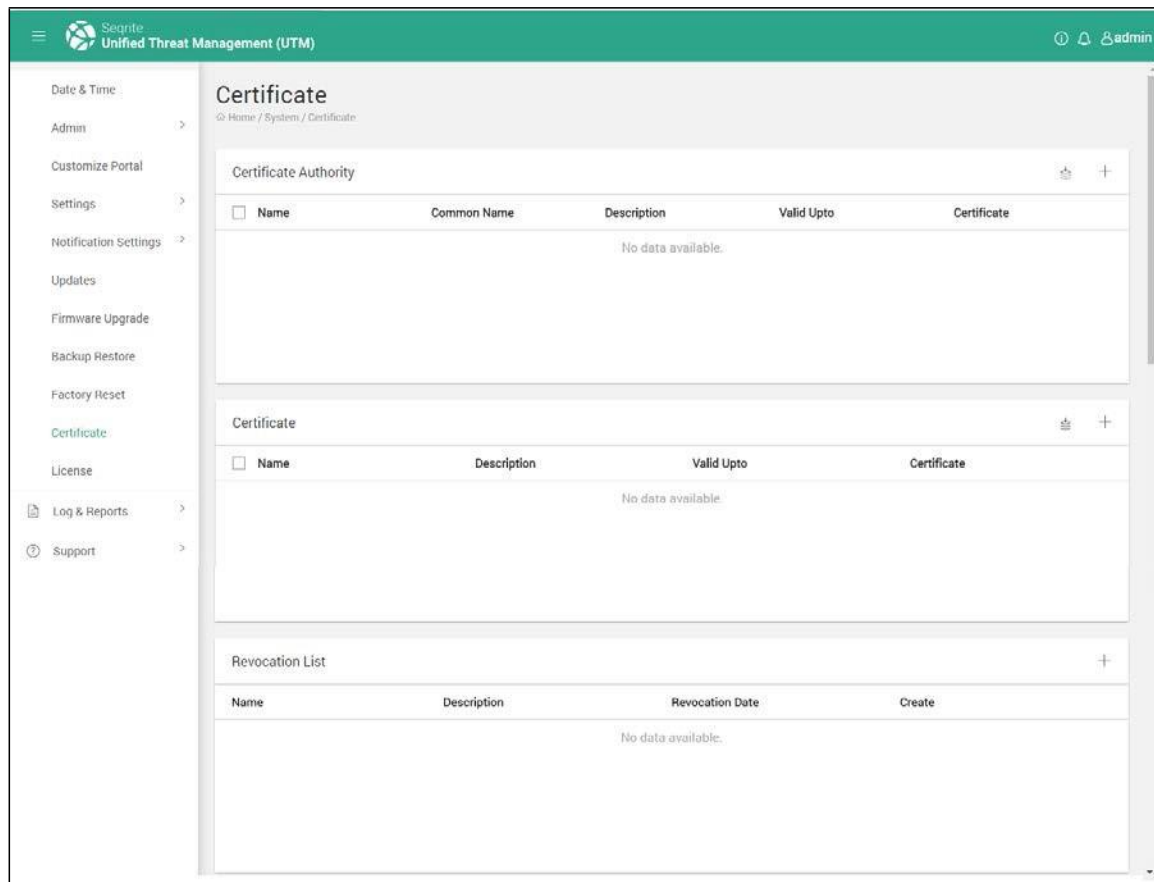 Seqrite
Unified Threat Management (UTM)
admin
Date & Time
Admin
Customize Portal
Settings
Notification Settings
Updates
Firmware Upgrade
Backup Restore
Factory Reset
Certificate
License
Log & Reports
Support
Certificate
Home / System / Certificate
Certificate Authority
Name Common Name Description Valid Upto Certificate
No data available.
Certificate
Name Description Valid Upto Certificate
No data available.
Revocation List
Name Description Revocation Date Create
No data available.